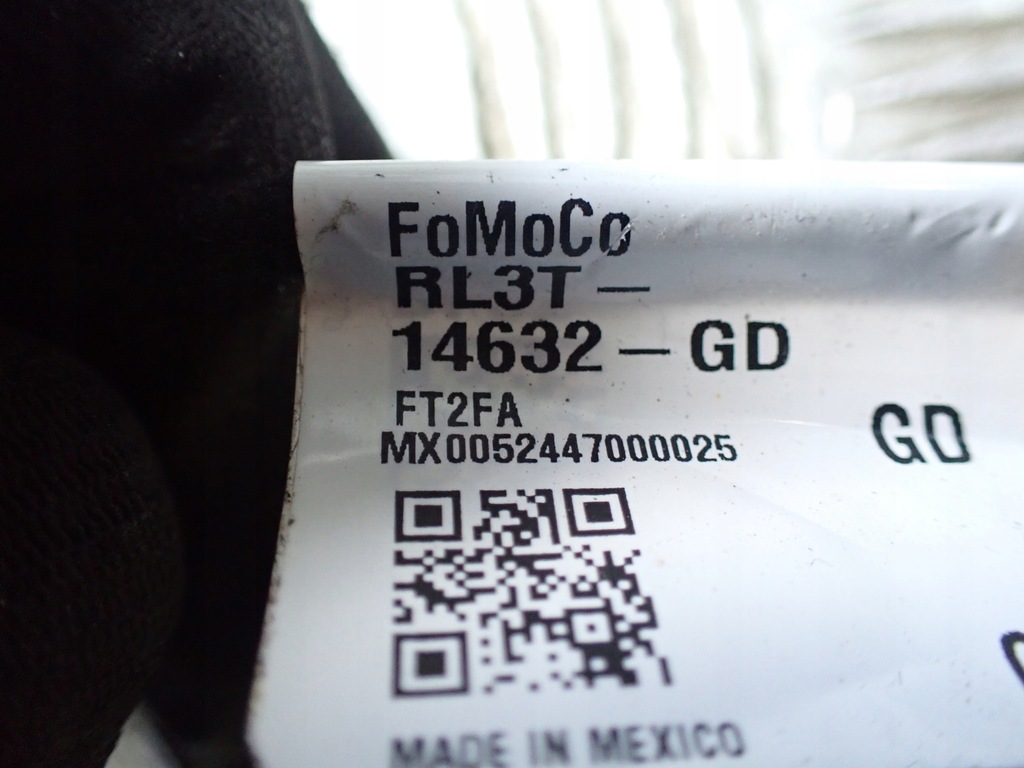 FoMoCo
RL3T-
14632-GD
FT2FA
MX0052447000025
GD
MADE IN MEXICO